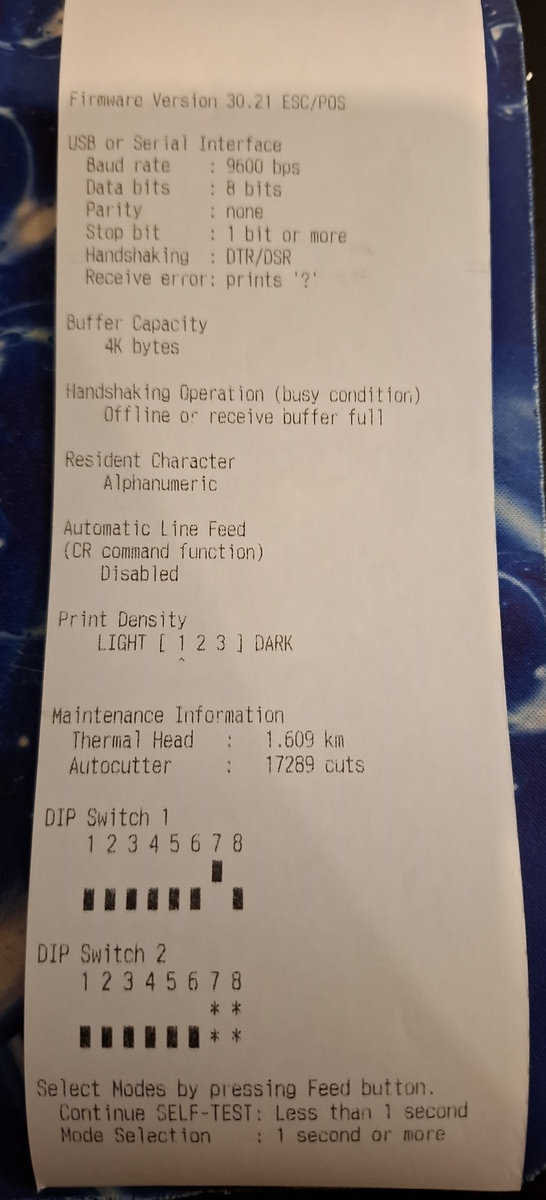 Firmware Version 30.21 ESC/POS
USB or Serial Interface
Baud rate : 9600 bps
Data bits : 8 bits
Parity : none
Stop bit : 1 bit or more
Handshaking : DTR/DSR
Receive error: prints '?'
Buffer Capacity
4K bytes
Handshaking Operation (busy condition)
Offline or receive buffer full
Resident Character
Alphanumeric
Automatic Line Feed
(CR command function)
Disabled
Print Density
LIGHT [ 1 2 3 ] DARK
^
Maintenance Information
Thermal Head : 1.609 km
Autocutter : 17289 cuts
DIP Switch 1
1 2 3 4 5 6 7 8
DIP Switch 2
1 2 3 4 5 6 7 8
* *
* *
Select Modes by pressing Feed button.
Continue SELF-TEST: Less than 1 second
Mode Selection : 1 second or more